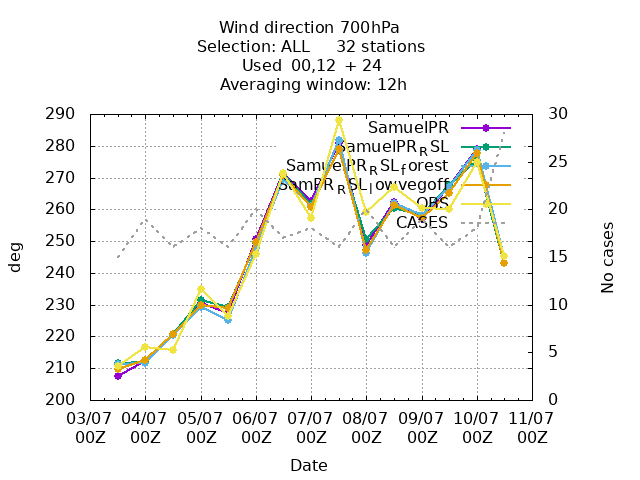 Wind direction 700hPa
Selection: ALL 32 stations
Used 00,12 + 24
Averaging window: 12h
290 30
280 25
270
260 20
250 15
240
230 10
220 5
210
200 0
SamuelPR
SamuelPR_RSL
SamuelPR_RSL_forest
SamPR_RSL_lowvegoff
OBS
CASES
deg
No cases
03/07 04/07 05/07 06/07 07/07 08/07 09/07 10/07 11/07
00Z 00Z 00Z 00Z 00Z 00Z 00Z 00Z 00Z
Date